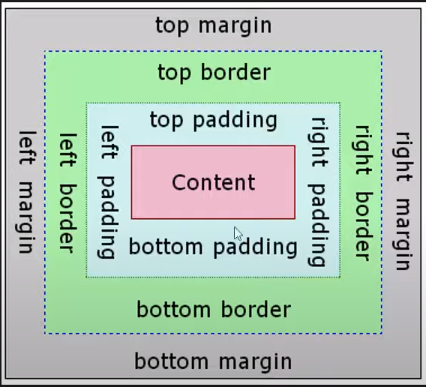 top margin
top border
top padding
left margin
left border
left padding
Content
right padding
right border
right margin
bottom padding
bottom border
bottom margin